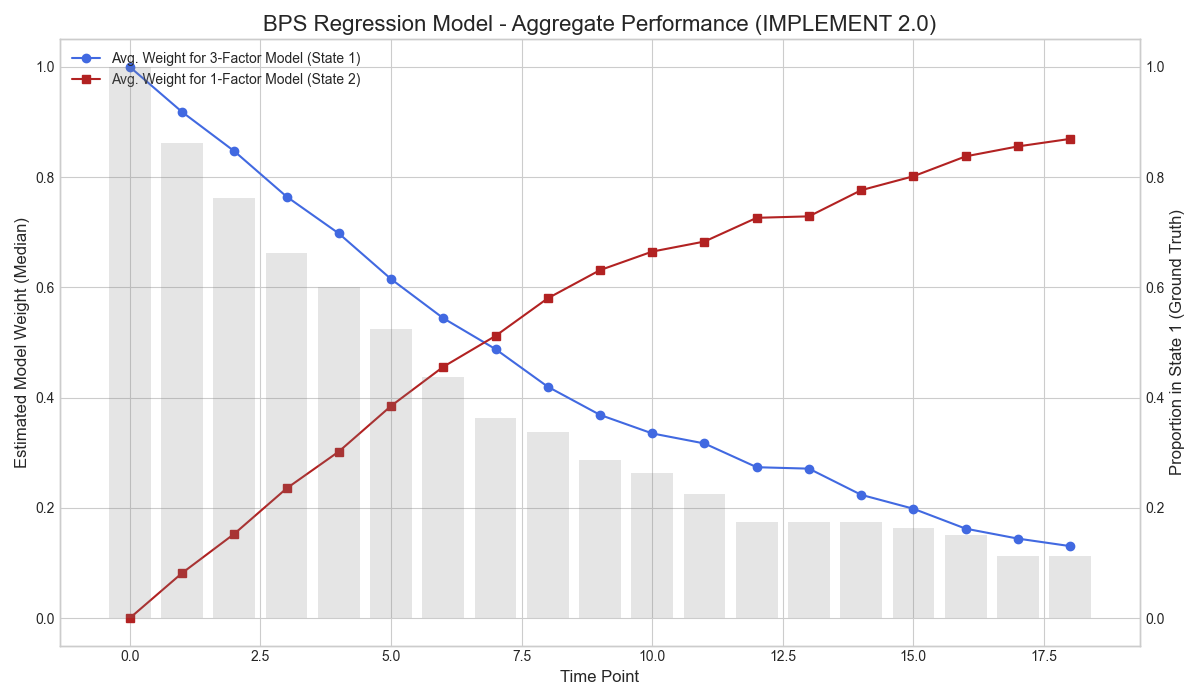 BPS Regression Model - Aggregate Performance (IMPLEMENT 2.0)
Avg. Weight for 3-Factor Model (State 1)
Avg. Weight for 1-Factor Model (State 2)
Estimated Model Weight (Median)
1.0
0.8
0.6
0.4
0.2
0.0
1.0
0.8
0.6
0.4
0.2
0.0
Proportion in State 1 (Ground Truth)
0.0 2.5 5.0 7.5 10.0 12.5 15.0 17.5
Time Point